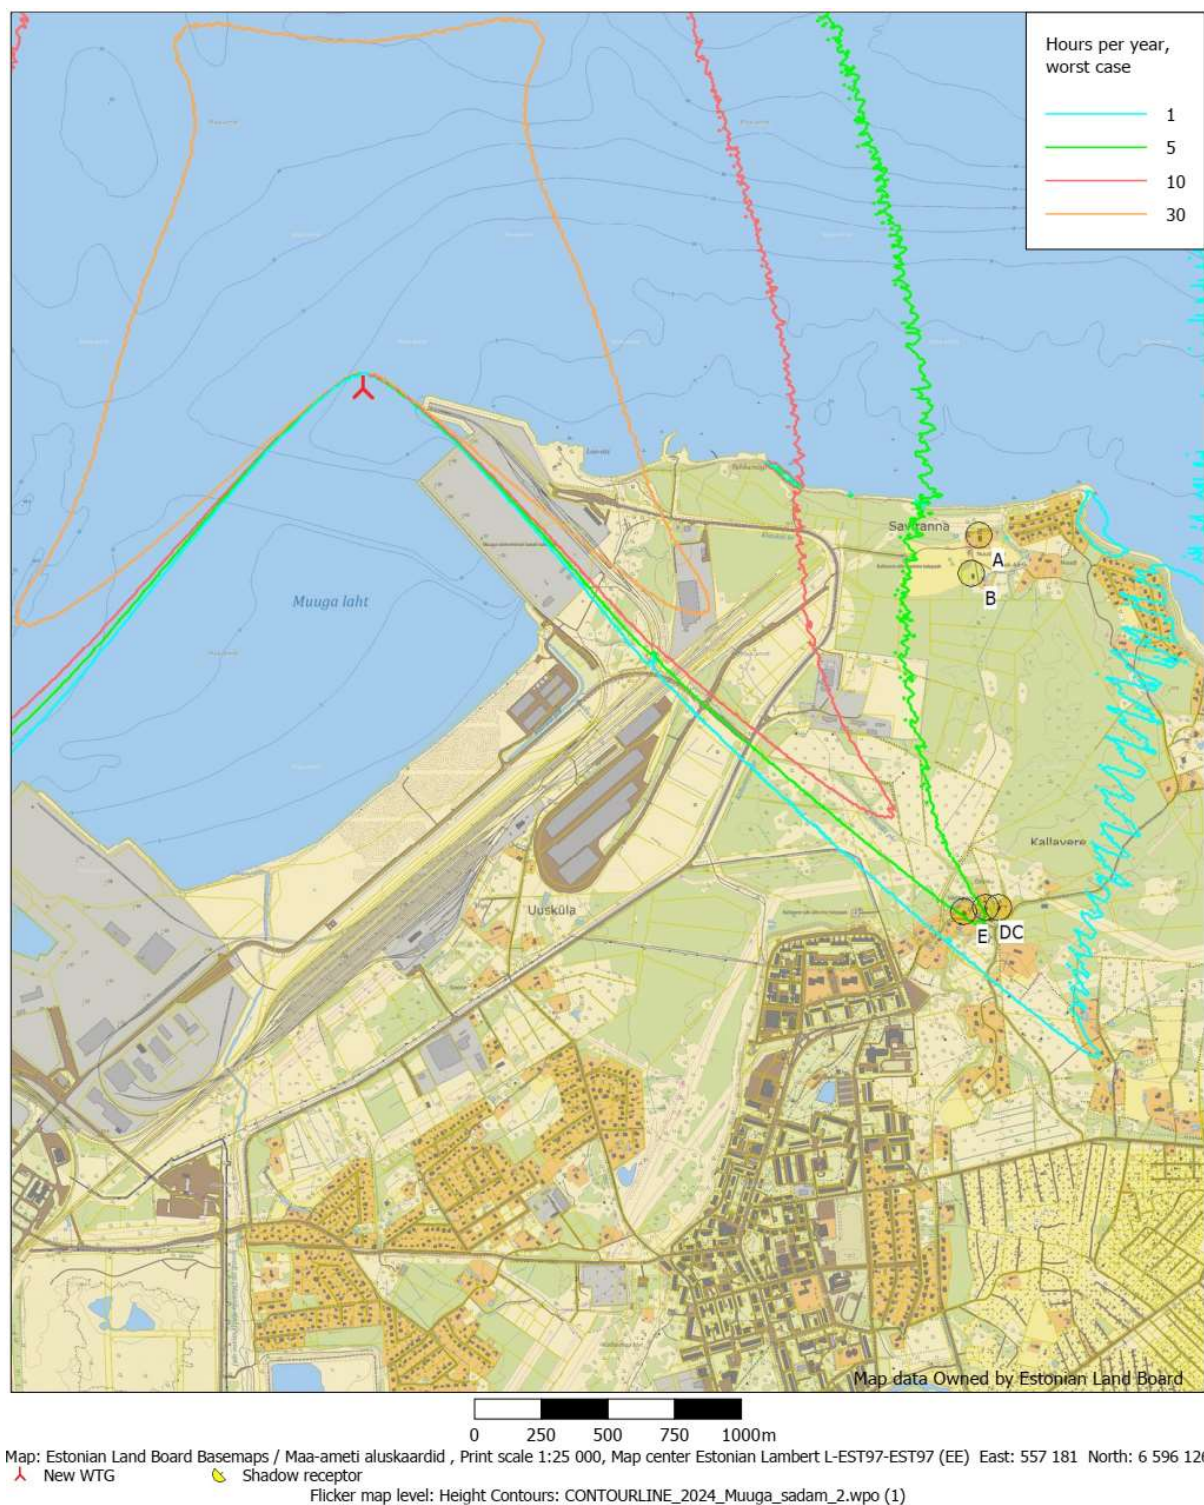 Hours per year,
worst case
1
5
10
30
Saviranna
A
B
Muuga laht
Kallavere
Uusküla
E DC
Map data Owned by Estonian Land Board
0 250 500 750 1000m
Map: Estonian Land Board Basemaps / Maa-ameti aluskaardid , Print scale 1:25 000, Map center Estonian Lambert L-EST97-EST97 (EE) East: 557 181 North: 6 596 126
New WTG Shadow receptor
Flicker map level: Height Contours: CONTOURLINE_2024_Muuga_sadam_2.wpo (1)